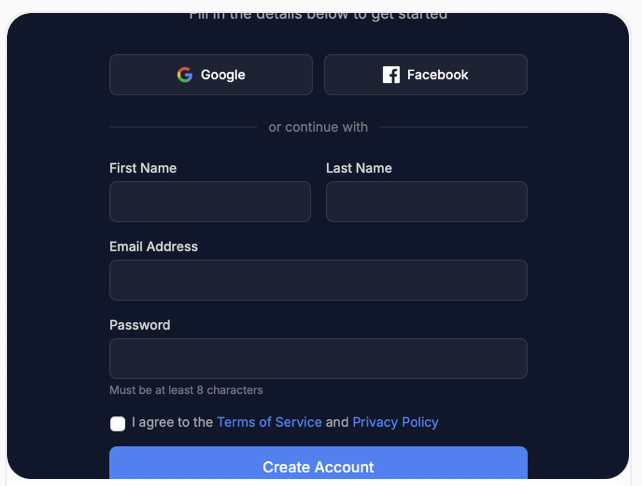 Fill in the details below to get started
Google
Facebook
or continue with
First Name
Last Name
Email Address
Password
Must be at least 8 characters
I agree to the Terms of Service and Privacy Policy
Create Account